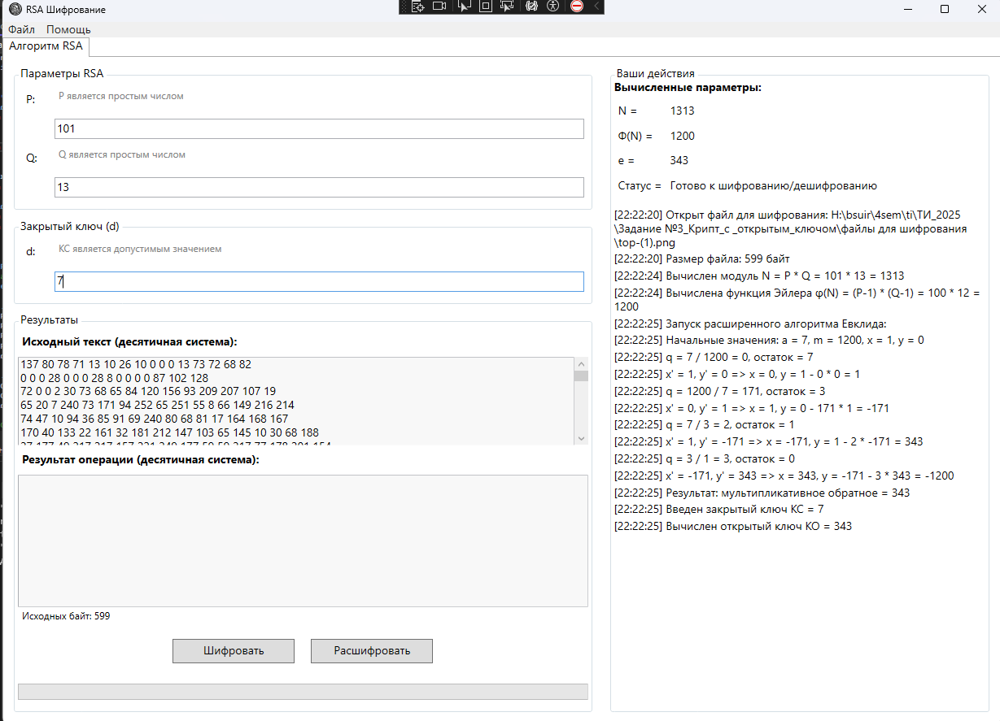 RSA Шифрование
Файл Помощь
Алгоритм RSA
Параметры RSA
P: P является простым числом
101
Q: Q является простым числом
13
Закрытый ключ (d)
d: КС является допустимым значением
7
Результаты
Исходный текст (десятичная система):
137 80 78 71 13 10 26 10 0 0 0 13 73 72 68 82
0 0 0 28 0 0 0 28 8 0 0 0 0 87 102 128
72 0 0 2 30 73 68 65 84 120 156 93 209 207 107 19
65 20 7 240 73 171 94 252 65 251 55 8 66 149 216 214
74 47 10 94 36 85 91 69 240 80 68 81 17 164 168 167
170 40 133 22 161 32 181 212 147 103 65 145 10 30 68 188
Результат операции (десятичная система):
Исходных байт: 599
Шифровать
Расшифровать
Ваши действия
Вычисленные параметры:
N = 1313
Φ(N) = 1200
e = 343
Статус = Готово к шифрованию/дешифрованию
[22:22:20] Открыт файл для шифрования: H:\bsuir\4sem\ti\ТИ_2025
\Задание №3_Крипт_с _открытым_ключом\файлы для шифрования
\top-(1).png
[22:22:20] Размер файла: 599 байт
[22:22:24] Вычислен модуль N = P * Q = 101 * 13 = 1313
[22:22:24] Вычислена функция Эйлера φ(N) = (P-1) * (Q-1) = 100 * 12 =
1200
[22:22:25] Запуск расширенного алгоритма Евклида:
[22:22:25] Начальные значения: a = 7, m = 1200, x = 1, y = 0
[22:22:25] q = 7 / 1200 = 0, остаток = 7
[22:22:25] x' = 1, y' = 0 => x = 0, y = 1 - 0 * 0 = 1
[22:22:25] q = 1200 / 7 = 171, остаток = 3
[22:22:25] x' = 0, y' = 1 => x = 1, y = 0 - 171 * 1 = -171
[22:22:25] q = 7 / 3 = 2, остаток = 1
[22:22:25] x' = 1, y' = -171 => x = -171, y = 1 - 2 * -171 = 343
[22:22:25] q = 3 / 1 = 3, остаток = 0
[22:22:25] x' = -171, y' = 343 => x = 343, y = -171 - 3 * 343 = -1200
[22:22:25] Результат: мультипликативное обратное = 343
[22:22:25] Введен закрытый ключ КС = 7
[22:22:25] Вычислен открытый ключ КО = 343